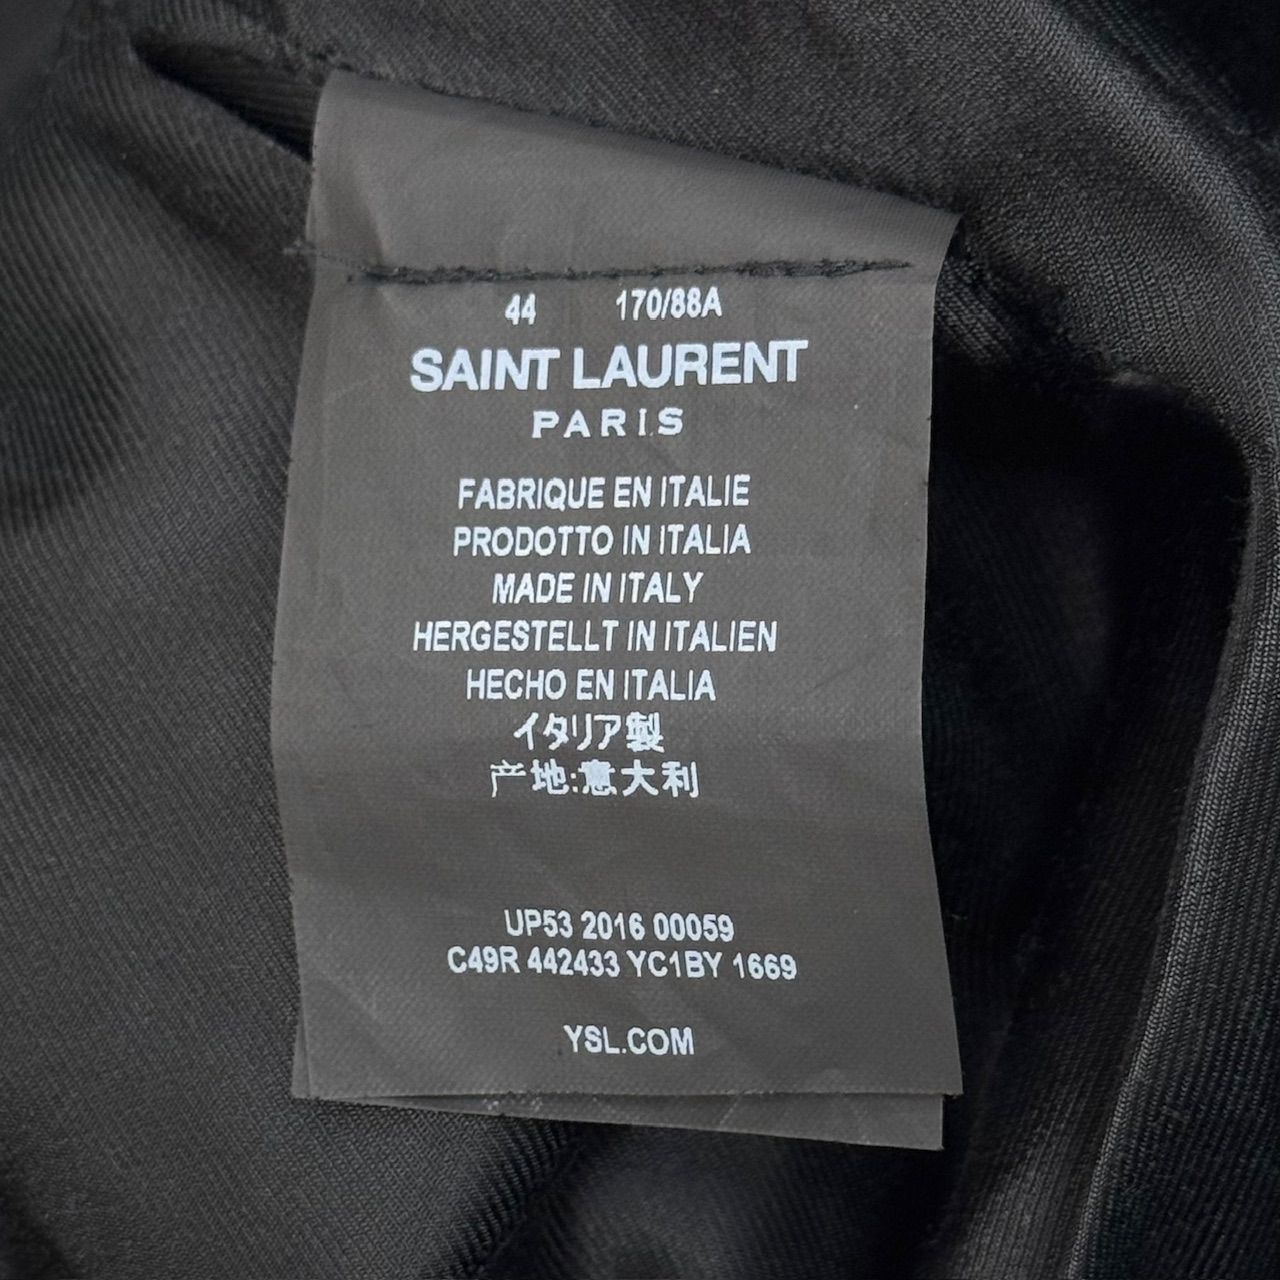 44 170/88A
SAINT LAURENT
PARIS
FABRIQUE EN ITALIE
PRODOTTO IN ITALIA
MADE IN ITALY
HERGESTELLT IN ITALIEN
HECHO EN ITALIA
イタリア製
产地:意大利
UP53 2016 00059
C49R 442433 YC1BY 1669
YSL.COM